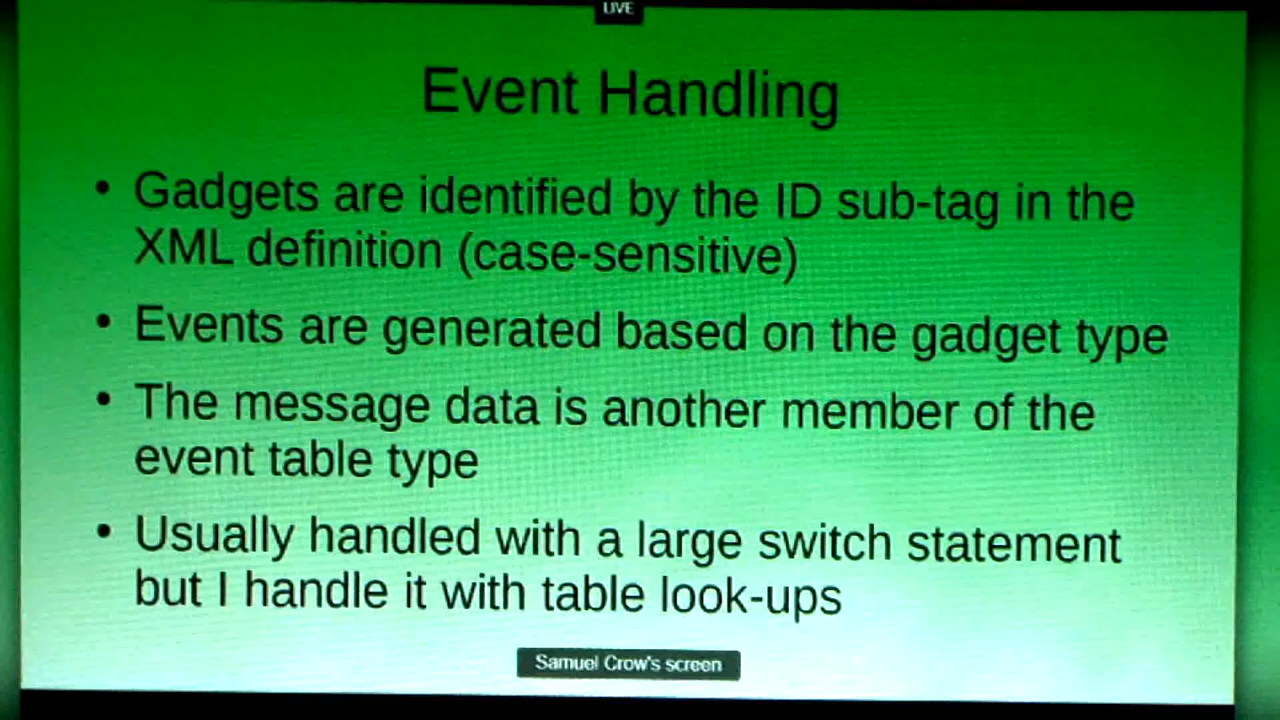 LIVE
Event Handling
• Gadgets are identified by the ID sub-tag in the
XML definition (case-sensitive)
• Events are generated based on the gadget type
• The message data is another member of the
event table type
• Usually handled with a large switch statement
but I handle it with table look-ups
Samuel Crow's screen